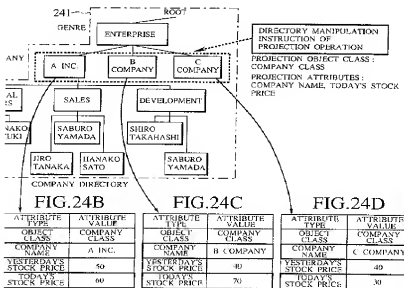 241
ROOT
GENRE
ENTERPRISE
DIRECTORY MANIPULATION
INSTRUCTION OF
PROJECTION OPERATION
ANY
A INC.
B
COMPANY
C
COMPANY
PROJECTION OBJECT CLASS :
COMPANY CLASS
PROJECTION ATTRIBUTES :
COMPANY NAME, TODAY'S STOCK
PRICE
AL
RS
SALES
DEVELOPMENT
NAKO
UKI
SABURO
YAMADA
SHIRO
TAKAHASHI
JIRO
TANAKA
HANAKO
SATO
SABURO
YAMADA
COMPANY DIRECTORY
FIG.24B
FIG.24C
FIG.24D
ATTRIBUTE TYPE
ATTRIBUTE VALUE
OBJECT CLASS
COMPANY CLASS
COMPANY NAME
A INC.
YESTERDAY'S STOCK PRICE
50
TODAY'S STOCK PRICE
60
ATTRIBUTE TYPE
ATTRIBUTE VALUE
OBJECT CLASS
COMPANY CLASS
COMPANY NAME
B COMPANY
YESTERDAY'S STOCK PRICE
40
TODAY'S STOCK PRICE
70
ATTRIBUTE TYPE
ATTRIBUTE VALUE
OBJECT CLASS
COMPANY CLASS
COMPANY NAME
C COMPANY
YESTERDAY'S STOCK PRICE
40
TODAY'S STOCK PRICE
30